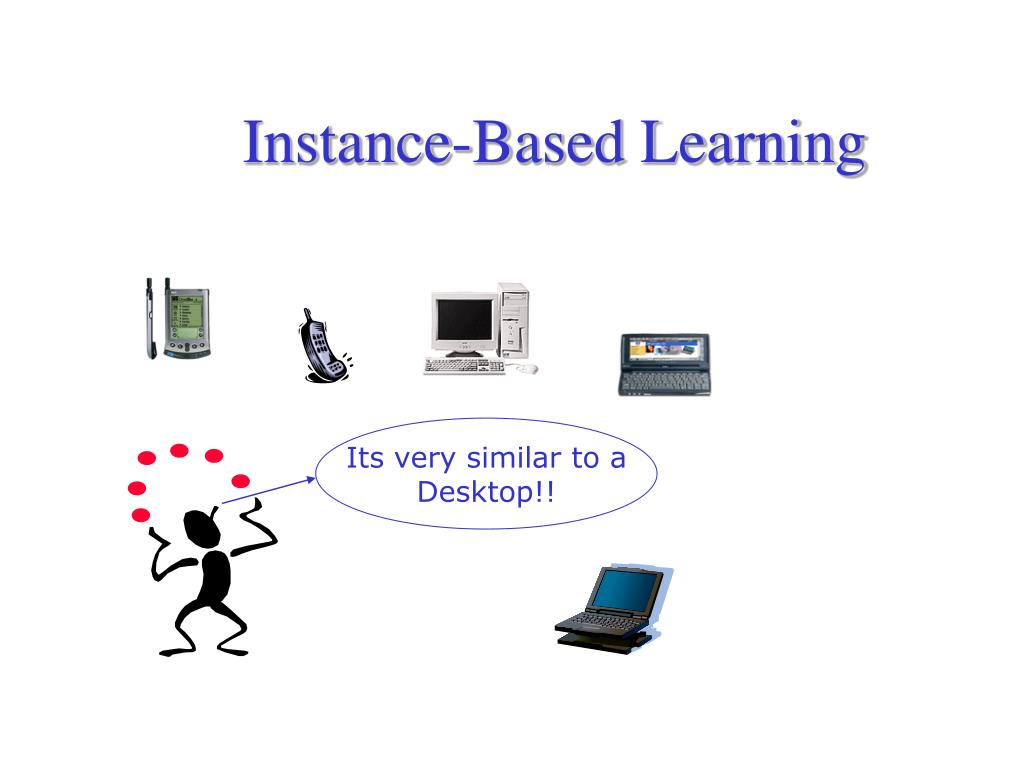 Instance-Based Learning
Its very similar to a
Desktop!!